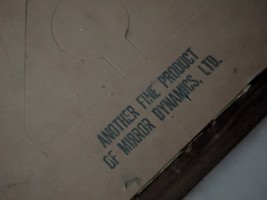 ANOTHER FINE PRODUCT
OF MIRROR DYNAMICS, LTD.